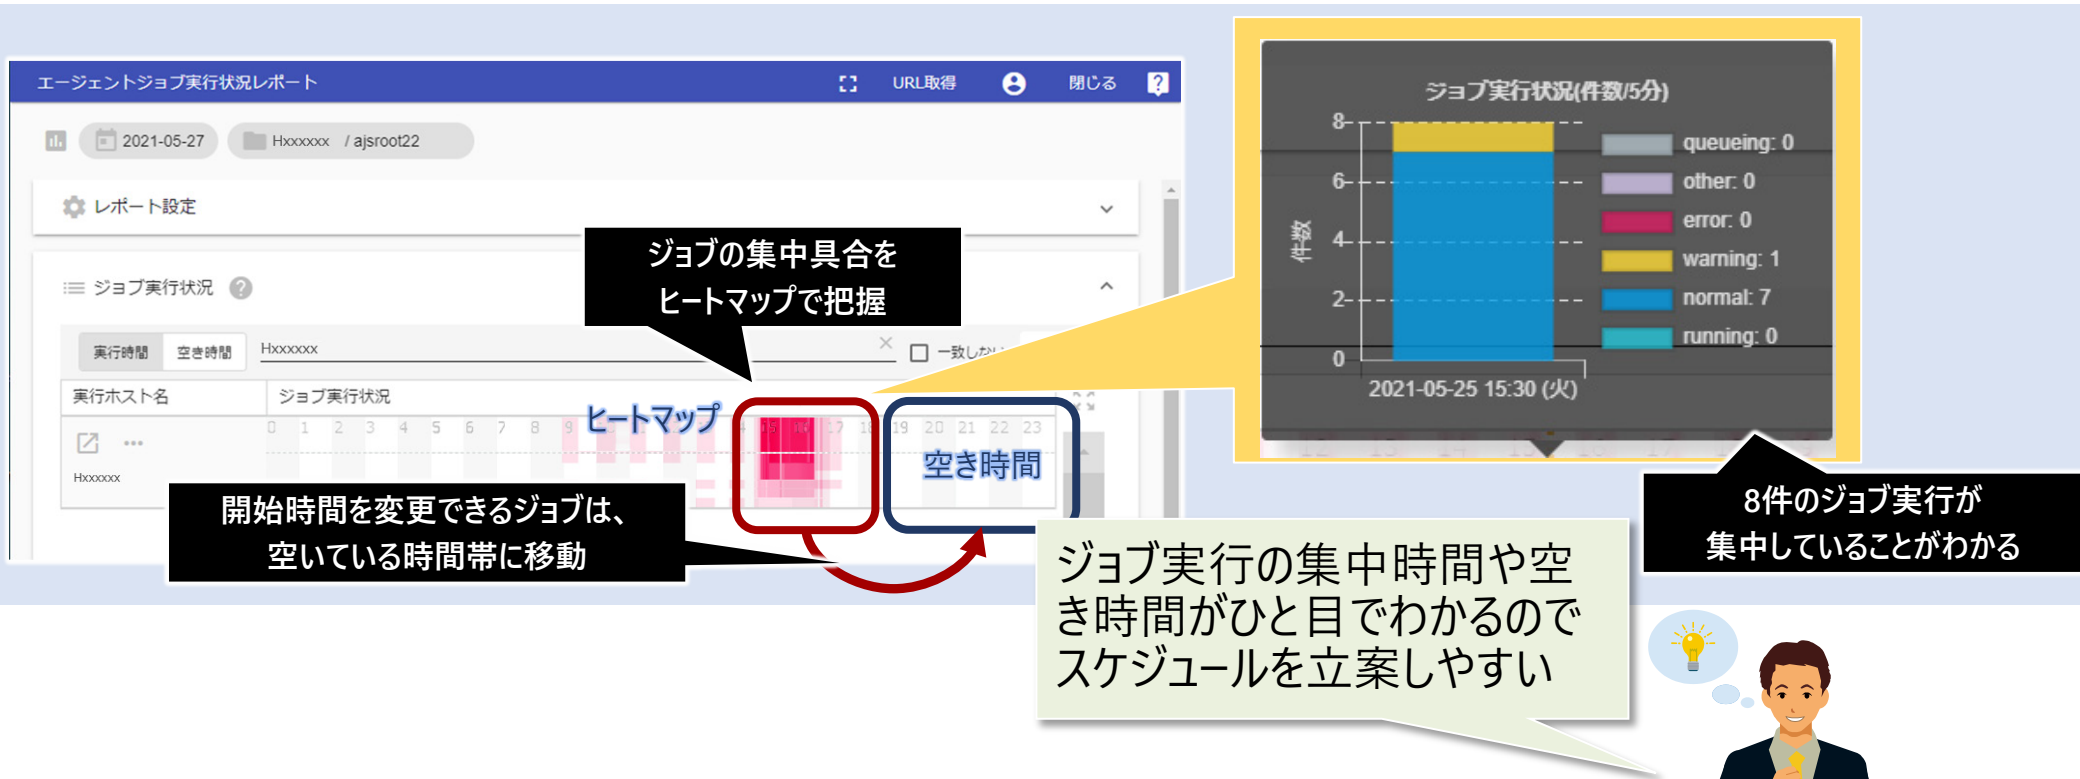 エージェントジョブ実行状況レポート
URL取得
閉じる
?
2021-05-27
Hxxxxxx / ajsroot22
レポート設定
ジョブ実行状況 ?
ジョブの集中具合を
ヒートマップで把握
実行時間 空き時間 Hxxxxxx
一致しな
実行ホスト名 ジョブ実行状況
0 1 2 3 4 5 6 7 8 9 4 15 16 17 18 19 20 21 22 23
ヒートマップ
空き時間
Hxxxxxx
開始時間を変更できるジョブは、
空いている時間帯に移動
ジョブ実行状況(件数/5分)
件数
8
6
4
2
0
2021-05-25 15:30 (火)
queueing: 0
other: 0
error: 0
warning: 1
normal: 7
running: 0
12 13 14 15 16 17
8件のジョブ実行が
集中していることがわかる
ジョブ実行の集中時間や空
き時間がひと目でわかるので
スケジュールを立案しやすい